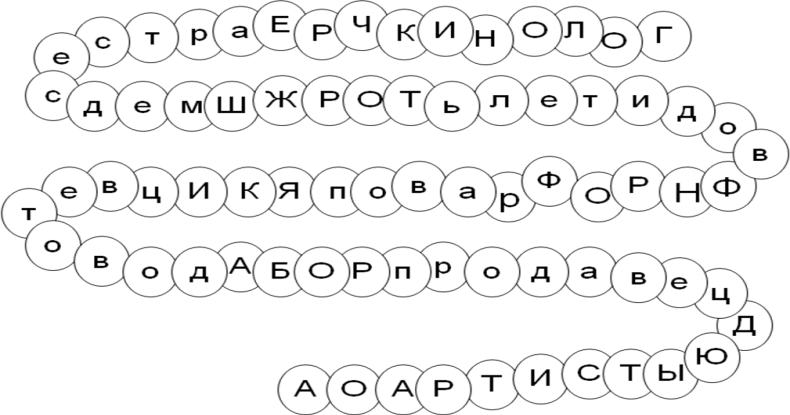 естраЕРЧКИНОЛОГ
сдемШЖРОТьлетидов
тевцИКЯповарФОРНФ
оводАБОРпродавецД
АОАРТИСТЫЮ